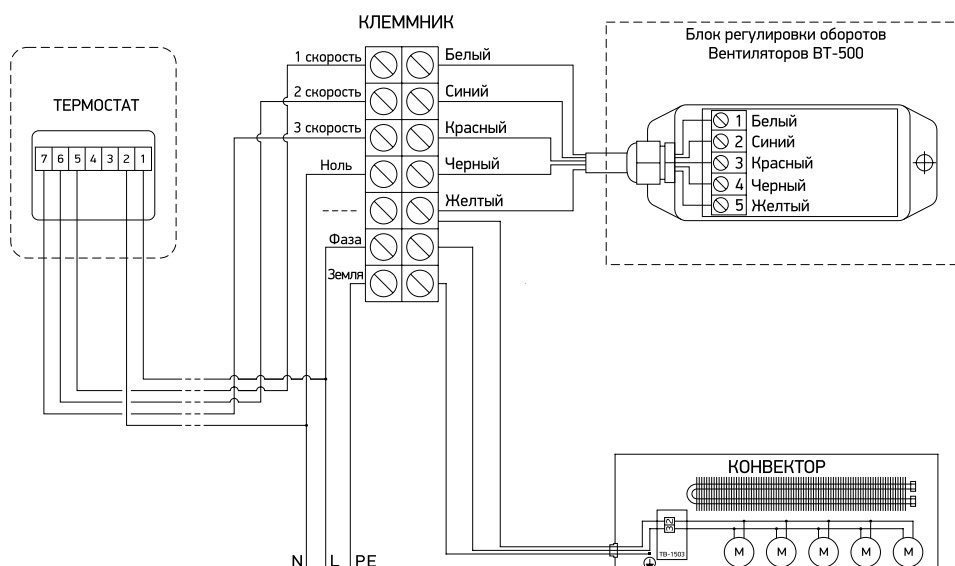 КЛЕММНИК
Блок регулировки оборотов
Вентиляторов ВТ-500
ТЕРМОСТАТ
7 6 5 4 3 2 1
1 скорость
Белый
2 скорость
Синий
3 скорость
Красный
Ноль
Черный
----
Желтый
Фаза
Земля
1 Белый
2 Синий
3 Красный
4 Черный
5 Желтый
КОНВЕКТОР
3 2
ТВ-1503
М М М М М
N L PE